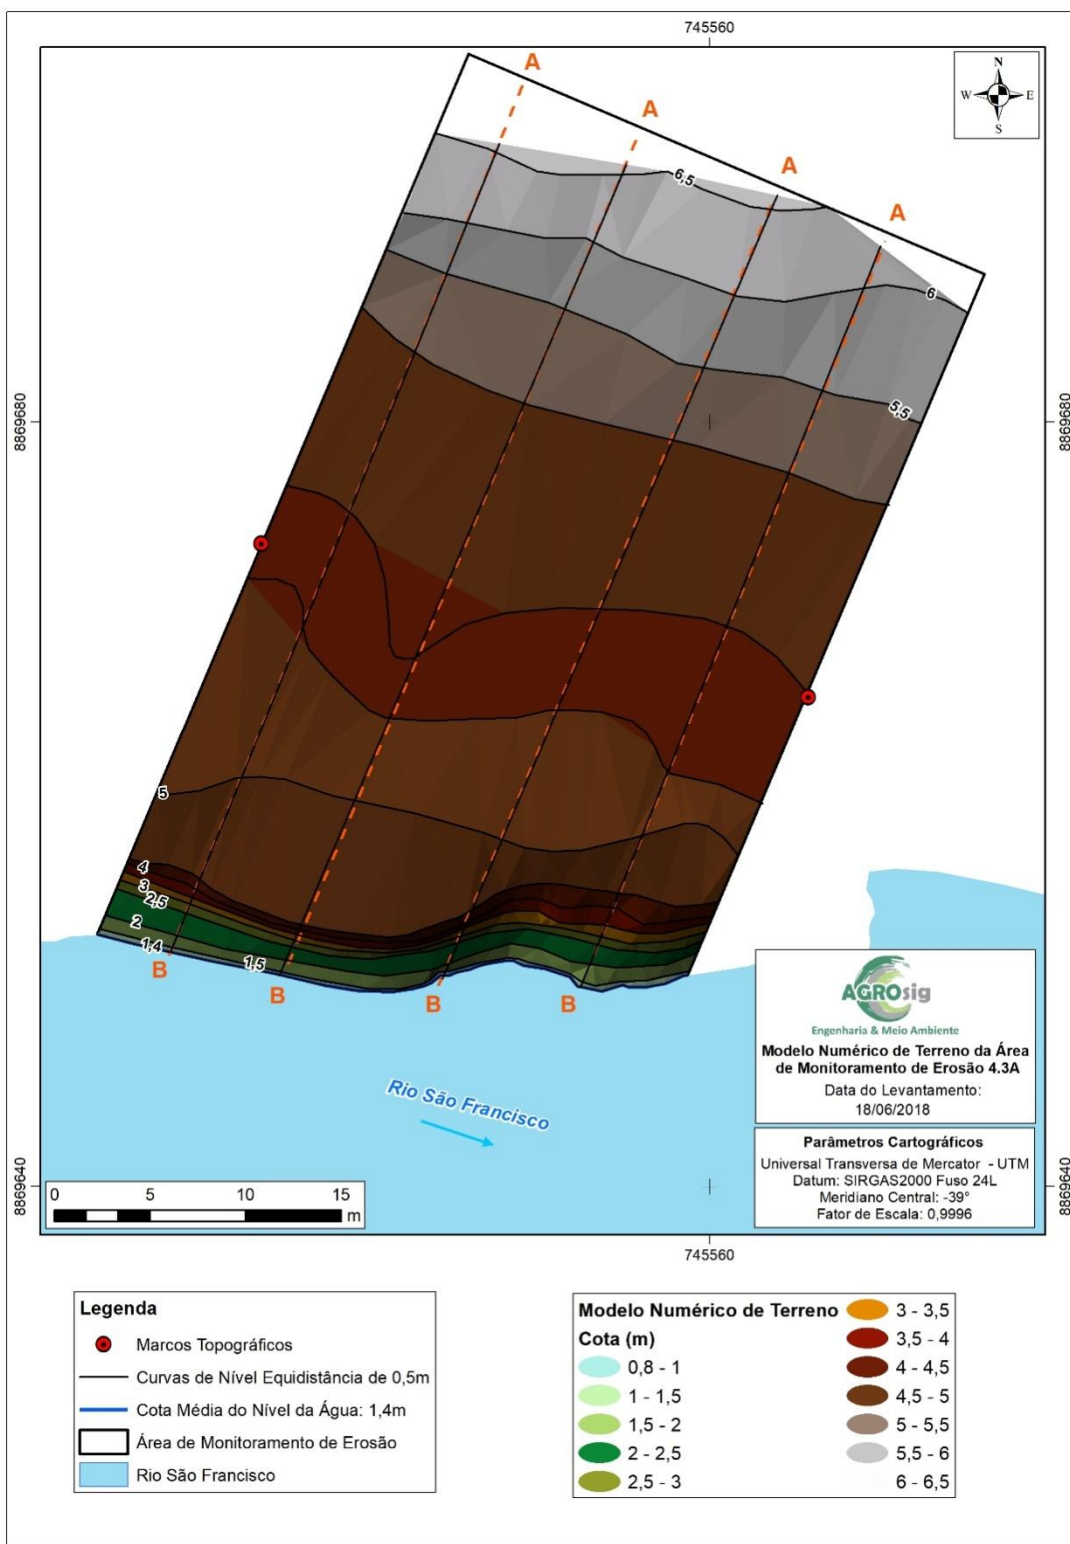 745560
A
N
W E
S
A
A
6,5
A
6
5,5
8869680
8869680
5
4
3
2,5
2
1,4
1,5
B
B
B
B
AGROsig
Engenharia & Meio Ambiente
Modelo Numérico de Terreno da Área
de Monitoramento de Erosão 4.3A
Data do Levantamento:
18/06/2018
Rio São Francisco
Parâmetros Cartográficos
Universal Transversa de Mercator - UTM
Datum: SIRGAS2000 Fuso 24L
Meridiano Central: -39°
Fator de Escala: 0,9996
8869640
8869640
0 5 10 15
m
745560
Legenda
Marcos Topográficos
Curvas de Nível Equidistância de 0,5m
Cota Média do Nível da Água: 1,4m
Área de Monitoramento de Erosão
Rio São Francisco
Modelo Numérico de Terreno
Cota (m)
0,8 - 1
1 - 1,5
1,5 - 2
2 - 2,5
2,5 - 3
3 - 3,5
3,5 - 4
4 - 4,5
4,5 - 5
5 - 5,5
5,5 - 6
6 - 6,5